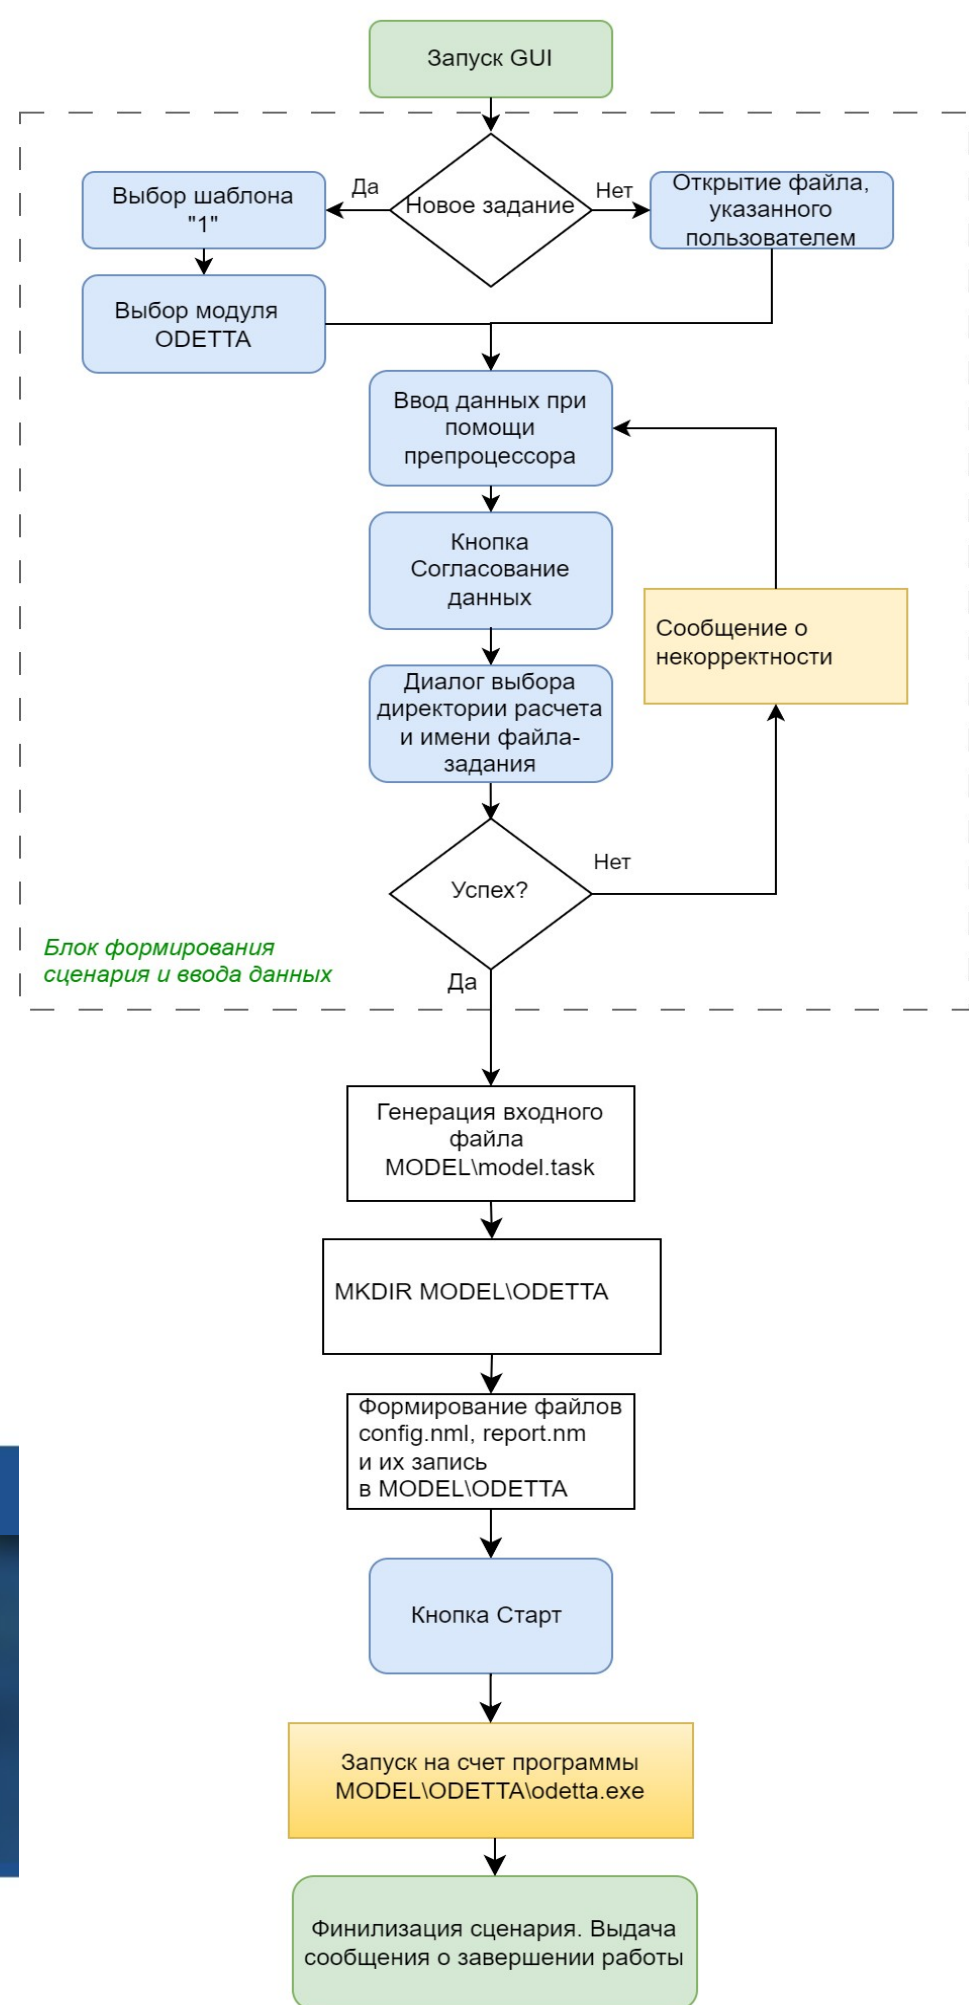 Запуск GUI
Да
Новое задание
Нет
Выбор шаблона
"1"
Открытие файла,
указанного
пользователем
Выбор модуля
ODETTA
Ввод данных при
помощи
препроцессора
Кнопка
Согласование
данных
Сообщение о
некорректности
Диалог выбора
директории расчета
и имени файла-
задания
Успех?
Нет
Да
Блок формирования
сценария и ввода данных
Генерация входного
файла
MODEL\model.task
MKDIR MODEL\ODETTA
Формирование файлов
config.nml, report.nm
и их запись
в MODEL\ODETTA
Кнопка Старт
Запуск на счет программы
MODEL\ODETTA\odetta.exe
Финилизация сценария. Выдача
сообщения о завершении работы